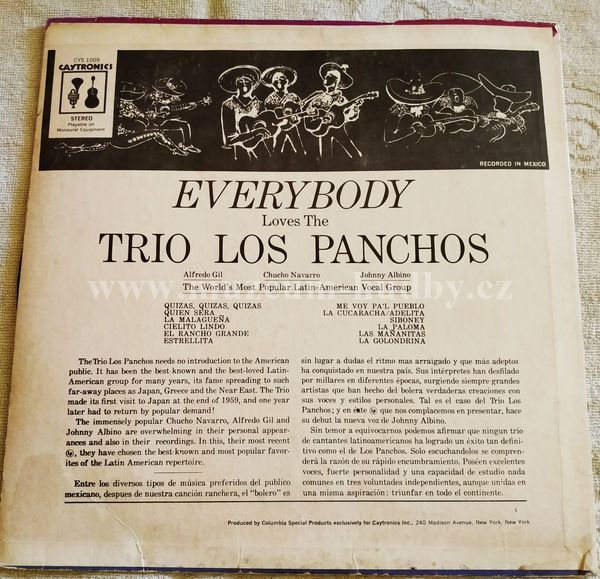 CYS 1009
CAYTRONICS
STEREO
Playable on
Monaural Equipment
RECORDED IN MEXICO
EVERYBODY
Loves The
TRIO LOS PANCHOS
Alfredo Gil Chucho Navarro Johnny Albino
The World's Most Popular Latin-American Vocal Group
QUIZAS, QUIZAS, QUIZAS
QUIEN SERA
LA MALAGUEÑA
CIELITO LINDO
EL RANCHO GRANDE
ESTRELLITA
ME VOY PA'L PUEBLO
LA CUCARACHA/ADELITA
SIBONEY
LA PALOMA
LAS MAÑANITAS
LA GOLONDRINA
The Trio Los Panchos needs no introduction to the American
public. It has been the best-known and the best-loved Latin-
American group for many years, its fame spreading to such
far-away places as Japan, Greece and the Near East. The Trio
made its first visit to Japan at the end of 1959, and one year
later had to return by popular demand!
The immensely popular Chucho Navarro, Alfredo Gil and
Johnny Albino are overwhelming in their personal appear-
ances and also in their recordings. In this, their most recent
, they have chosen the best-known and most popular favor-
ites of the Latin American repertoire.
Entre los diversos tipos de música preferidos del publico
mexicano, despues de nuestra canción ranchera, el "bolero" es
sin lugar a dudas el ritmo mas arraigado y que más adeptos
ha conquistado en nuestra país. Sus intérpretes han desfilado
por millares en diferentes épocas, surgiendo siempre grandes
artistas que han hecho del bolera verdaderas creaciones con
sus voces y estilos personales. Tal es el caso del Trio Los
Panchos; y en éste que nos complacemos en presentar, hace
su debut la nueva voz de Johnny Albino.
Sin temor a equivocarnos podemos afirmar que ningun trio
de cantantes latinoamericanos ha logrado un éxito tan defini-
tivo como el de Los Panchos. Solo escuchandolos se compren-
derá la razón de su rápido encumbramiento. Poséen excelentes
voces, fuerte personalidad y una capacidad de estudio nada
comunes en tres voluntades independientes, aunque unidas en
una misma aspiración: triunfar en todo el continente.
Produced by Columbia Special Products exclusively for Caytronics Inc., 240 Madison Avenue, New York, New York